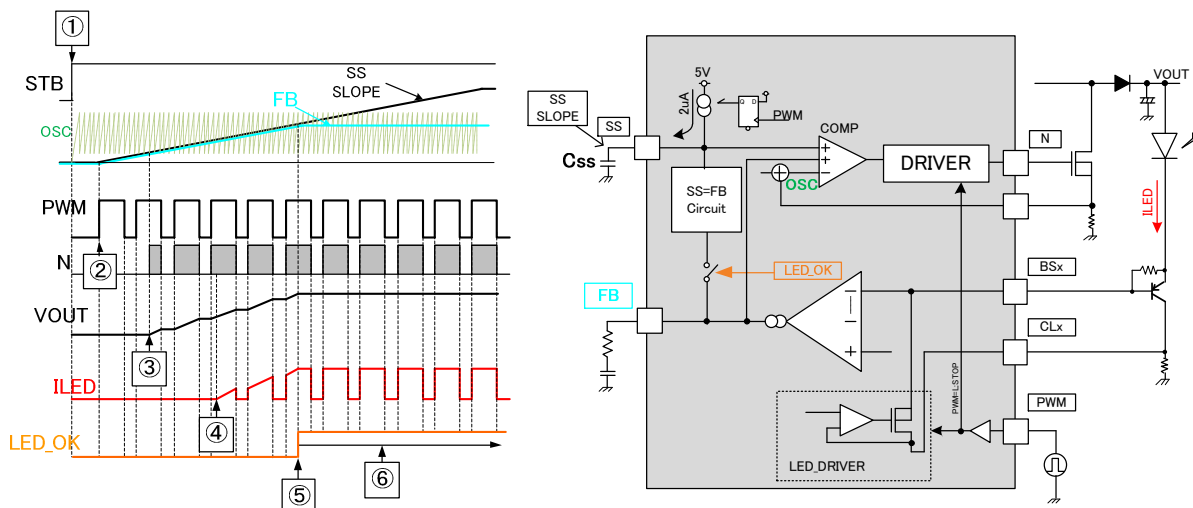 ①
STB
SS
SLOPE
FB
OSC
PWM
②
N
VOUT
③
ILED
④
LED_OK
⑤
⑥
SS
SLOPE
SS
Css
5V
2uA
Q D
PWM
COMP
+
+
−
OSC
DRIVER
SS=FB
Circuit
LED_OK
FB
−
−
+
LED_DRIVER
PWM=L:STOP
N
VOUT
ILED
BSx
CLx
PWM